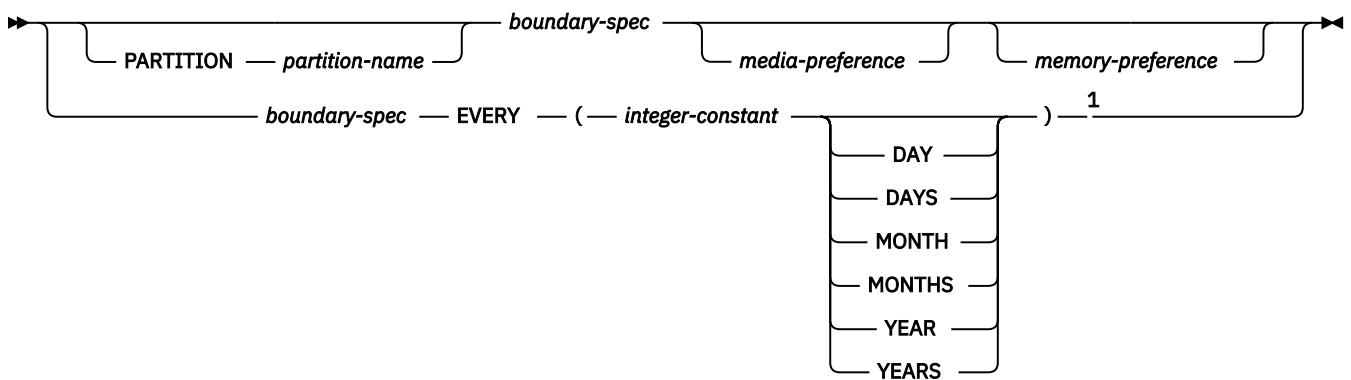 boundary-spec
PARTITION partition-name media-preference memory-preference
1
boundary-spec EVERY ( integer-constant )
DAY
DAYS
MONTH
MONTHS
YEAR
YEARS